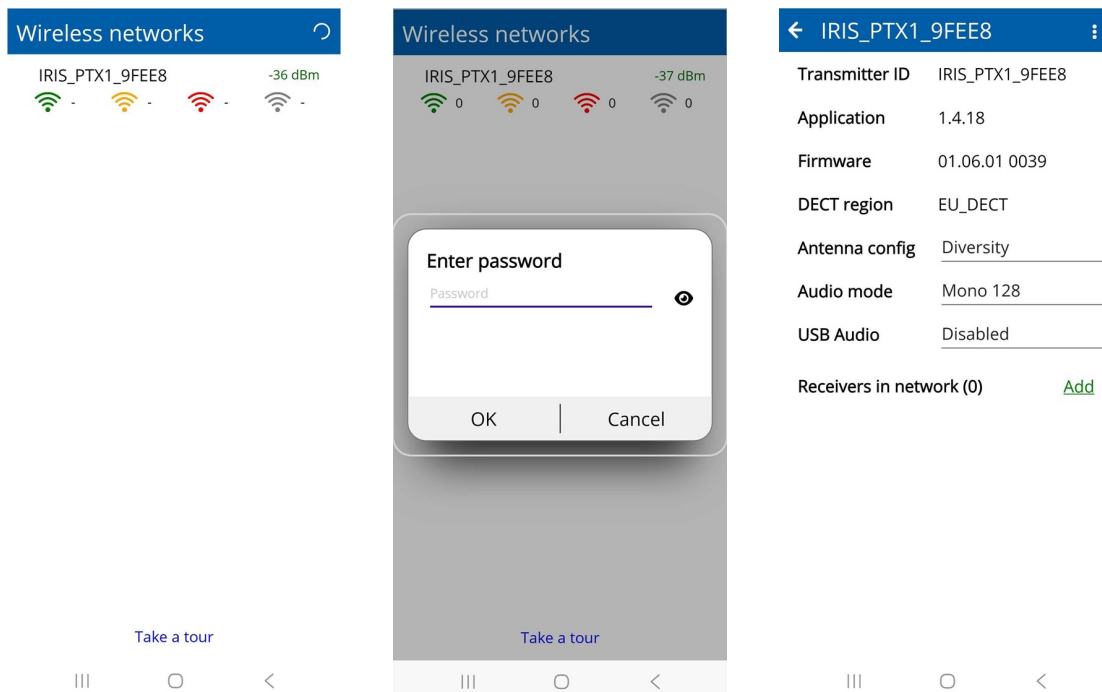 Wireless networks
IRIS_PTX1_9FEE8 -36 dBm
- - - -
Take a tour
Wireless networks
IRIS_PTX1_9FEE8 -37 dBm
0 0 0 0
Enter password
Password
OK Cancel
Take a tour
IRIS_PTX1_9FEE8
Transmitter ID IRIS_PTX1_9FEE8
Application 1.4.18
Firmware 01.06.01 0039
DECT region EU_DECT
Antenna config Diversity
Audio mode Mono 128
USB Audio Disabled
Receivers in network (0) Add